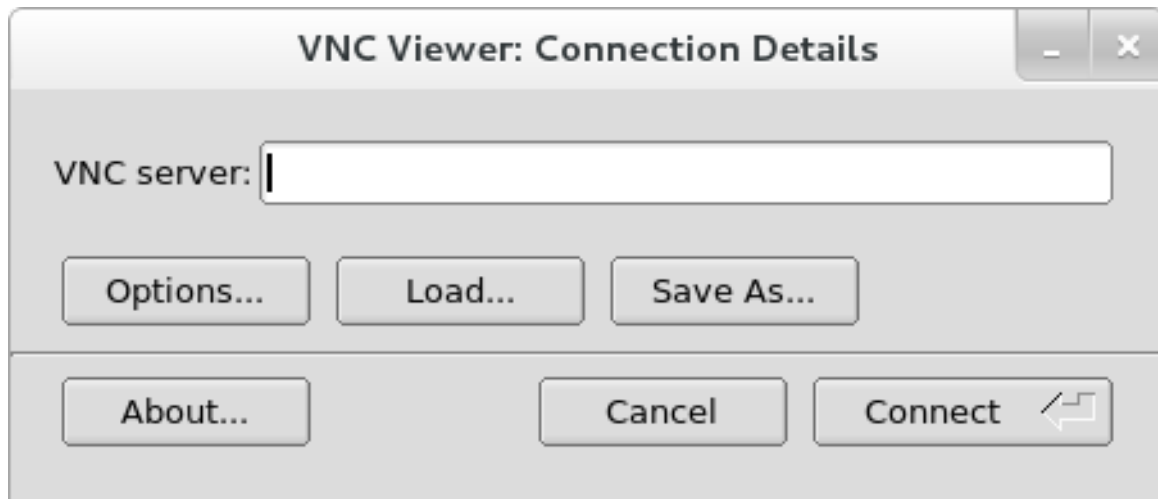 VNC Viewer: Connection Details
VNC server:
Options... Load... Save As...
About... Cancel Connect